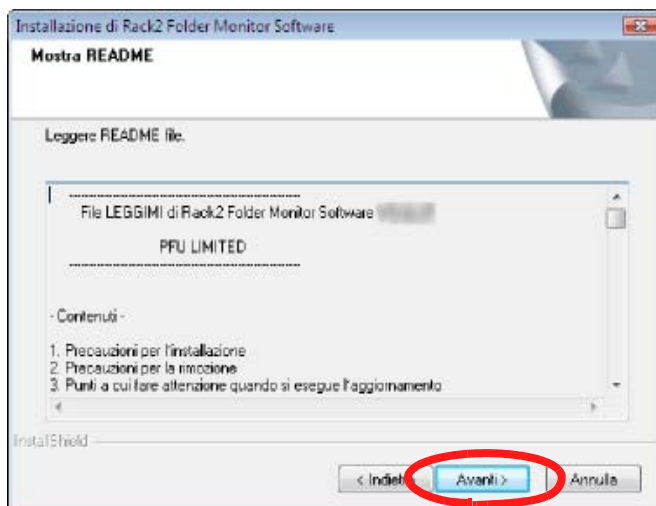 Installazione di Rack2 Folder Monitor Software
Mostra README
Leggere README file.
----------------------------------------------------
File LEGGIMI di Rack2 Folder Monitor Software
PFU LIMITED
----------------------------------------------------
- Contenuti -
1. Precauzioni per l'installazione
2. Precauzioni per la rimozione
3. Punti a cui fare attenzione quando si esegue l'aggiornamento
InstallShield
< Indietro
Avanti >
Annulla